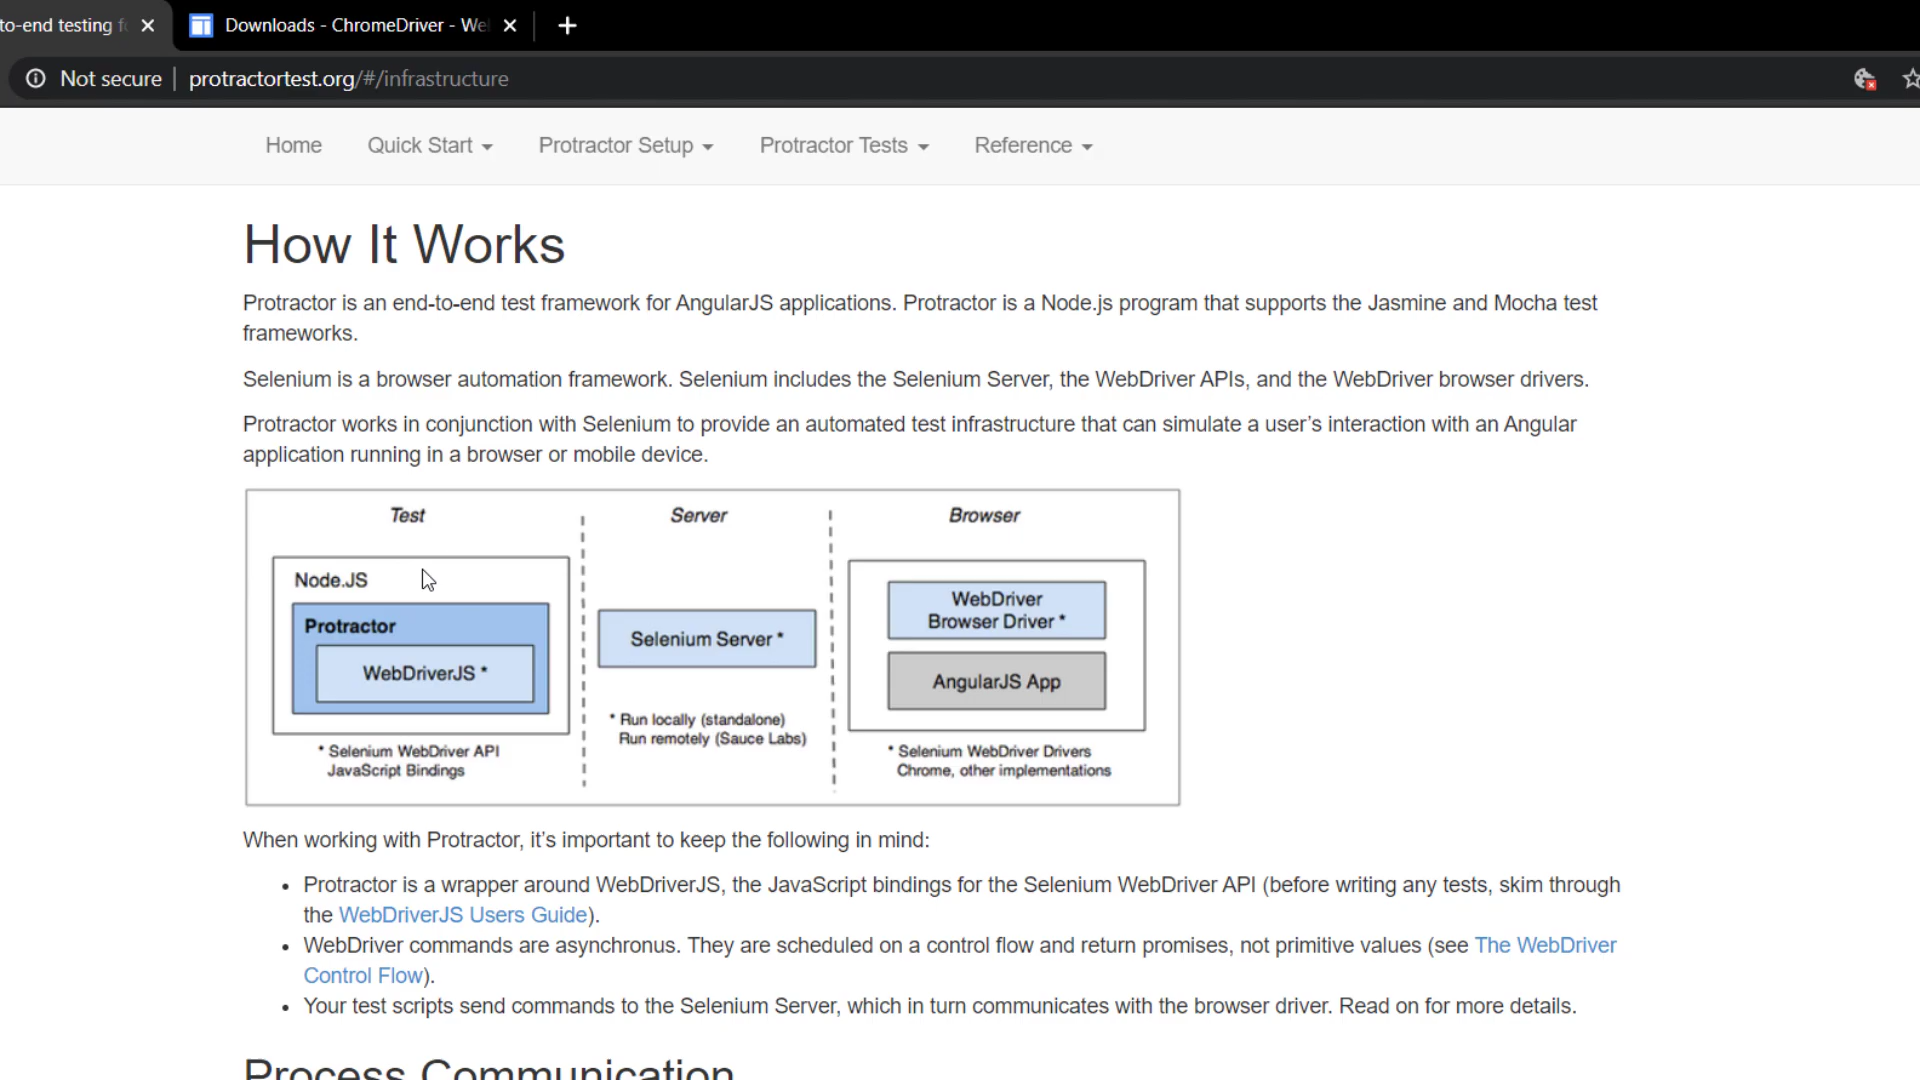 to-end testing f
Downloads - ChromeDriver - We
Not secure
protractortest.org/#/infrastructure
Home
Quick Start
Protractor Setup
Protractor Tests
Reference
How It Works
Protractor is an end-to-end test framework for AngularJS applications. Protractor is a Node.js program that supports the Jasmine and Mocha test
frameworks.
Selenium is a browser automation framework. Selenium includes the Selenium Server, the WebDriver APIs, and the WebDriver browser drivers.
Protractor works in conjunction with Selenium to provide an automated test infrastructure that can simulate a user’s interaction with an Angular
application running in a browser or mobile device.
Test
Node.JS
Protractor
WebDriverJS *
* Selenium WebDriver API
JavaScript Bindings
Server
Selenium Server *
* Run locally (standalone)
Run remotely (Sauce Labs)
Browser
WebDriver
Browser Driver *
AngularJS App
* Selenium WebDriver Drivers
Chrome, other implementations
When working with Protractor, it’s important to keep the following in mind:
• Protractor is a wrapper around WebDriverJS, the JavaScript bindings for the Selenium WebDriver API (before writing any tests, skim through
the WebDriverJS Users Guide).
• WebDriver commands are asynchronus. They are scheduled on a control flow and return promises, not primitive values (see The WebDriver
Control Flow).
• Your test scripts send commands to the Selenium Server, which in turn communicates with the browser driver. Read on for more details.
Process Communication